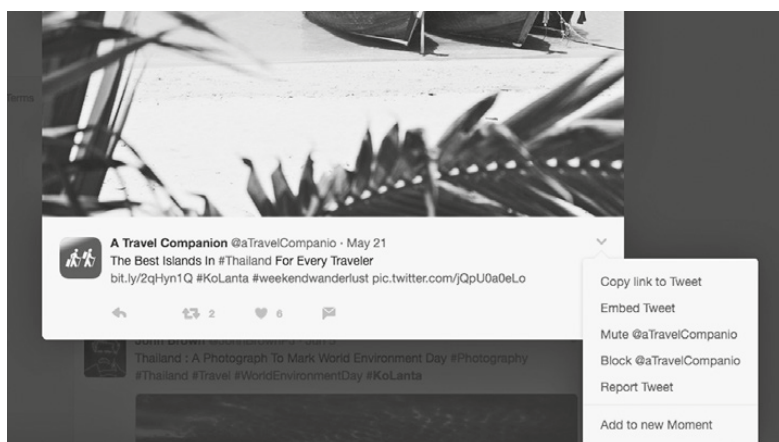 Terms
A Travel Companion @aTravelCompanio · May 21
The Best Islands In #Thailand For Every Traveler
bit.ly/2qHyn1Q #KoLanta #weekendwanderlust pic.twitter.com/jQpU0a0eLo
2 6
Copy link to Tweet
Embed Tweet
Mute @aTravelCompanio
Block @aTravelCompanio
Report Tweet
Add to new Moment
John Brown
Thailand : A Photograph To Mark World Environment Day #Photography
#Thailand #Travel #WorldEnvironmentDay #KoLanta